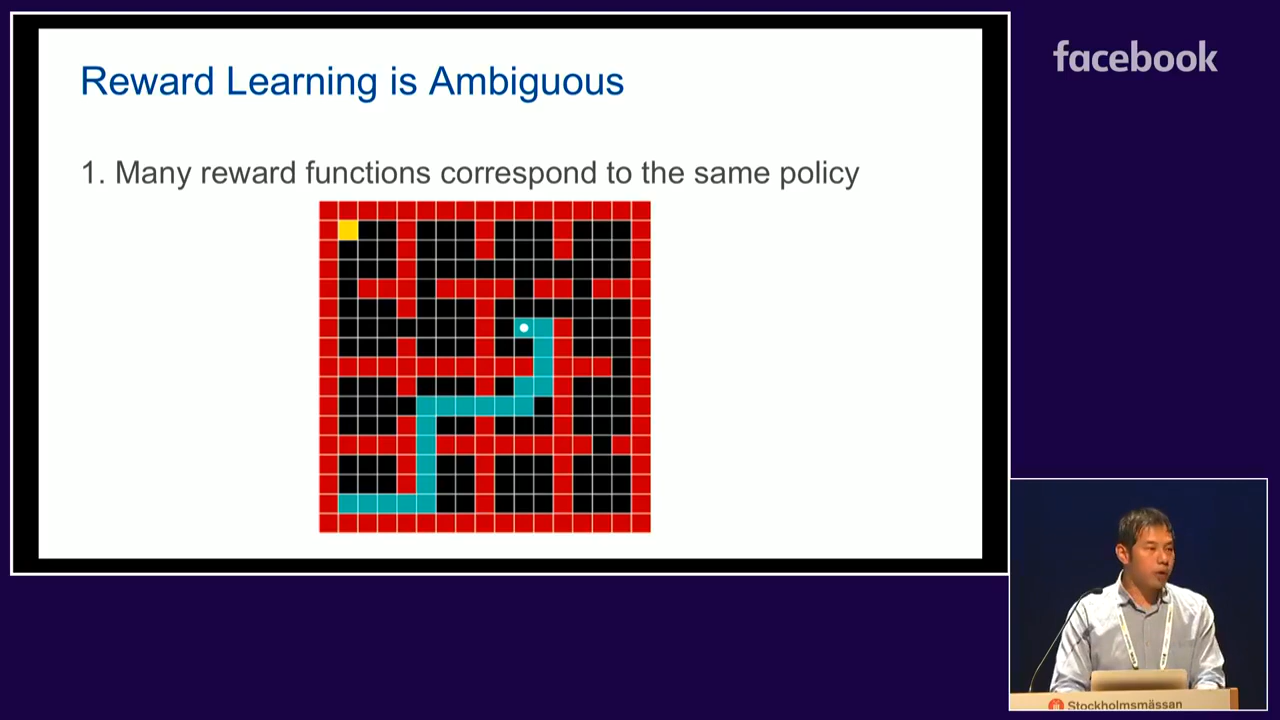 Reward Learning is Ambiguous
facebook
1. Many reward functions correspond to the same policy
Stockholmsmässan